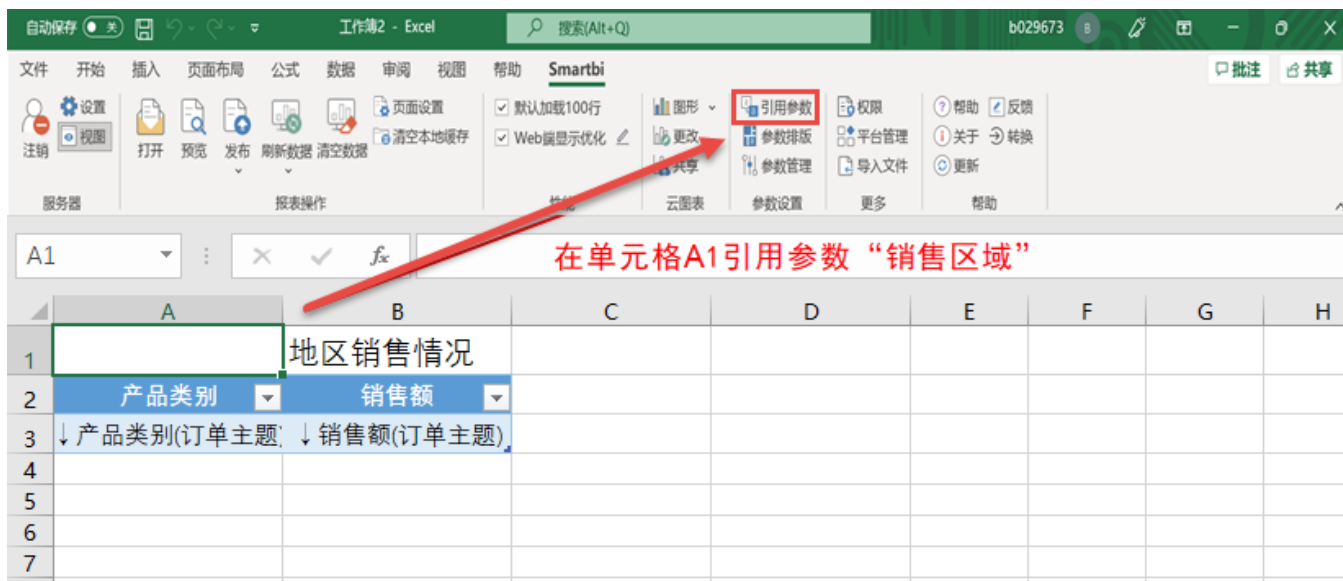 自动保存 关 工作簿2 - Excel 搜索(Alt+Q) b029673 B
文件 开始 插入 页面布局 公式 数据 审阅 视图 帮助 Smartbi 批注 共享
设置 页面设置 默认加载100行 图形 引用参数 权限 帮助 反馈
视图 清空本地缓存 Web端显示优化 更改 参数排版 平台管理 关于 转换
注销 打开 预览 发布 刷新数据 清空数据 共享 参数管理 导入文件 更新
服务器 报表操作 性能 云图表 参数设置 更多 帮助
A1 fx 在单元格A1引用参数“销售区域”
A B C D E F G H
1 地区销售情况
2 产品类别 销售额
3 ↓产品类别(订单主题) ↓销售额(订单主题)
4
5
6
7